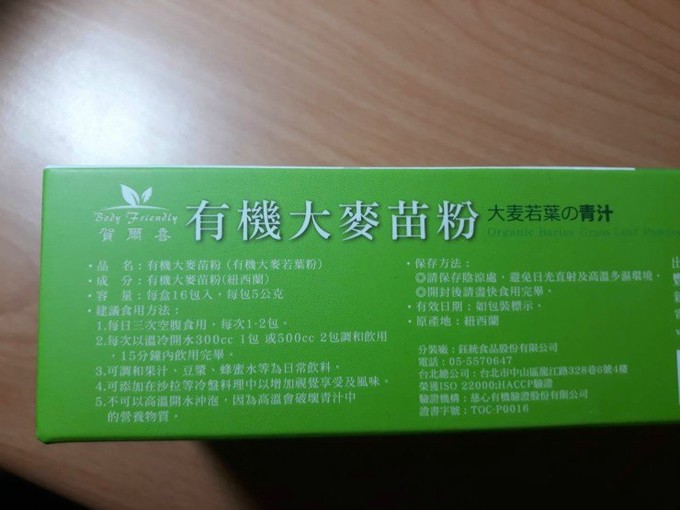 Body Friendly
賀爾喜
有機大麥苗粉
大麦若葉の青汁
Organic Barley Grass Leaf Powder
・品 名：有機大麥苗粉(有機大麥若葉粉)
・成 分：有機大麥苗粉(紐西蘭)
・容 量：每盒16包入，每包5公克
・建議食用方法：
1.每日三次空腹食用，每次1-2包。
2.每次以溫冷開水300cc 1包 或500cc 2包調和飲用
，15分鐘內飲用完畢。
3.可調和果汁、豆漿、蜂蜜水等為日常飲料。
4.可添加在沙拉等冷盤料理中以增加視覺享受及風味。
5.不可以高溫開水沖泡，因為高溫會破壞青汁中
的營養物質。
・保存方法：
◎請保存陰涼處，避免日光直射及高溫多濕環境。
◎開封後請盡快食用完畢。
・有效日期：如包裝標示。
・原產地：紐西蘭
分裝廠：鈺統食品股份有限公司
電話：05-5570647
台北總公司：台北市中山區龍江路328巷6號4樓
榮獲ISO 22000;HACCP驗證
驗證機構：慈心有機驗證股份有限公司
證書字號：TOC-P0016